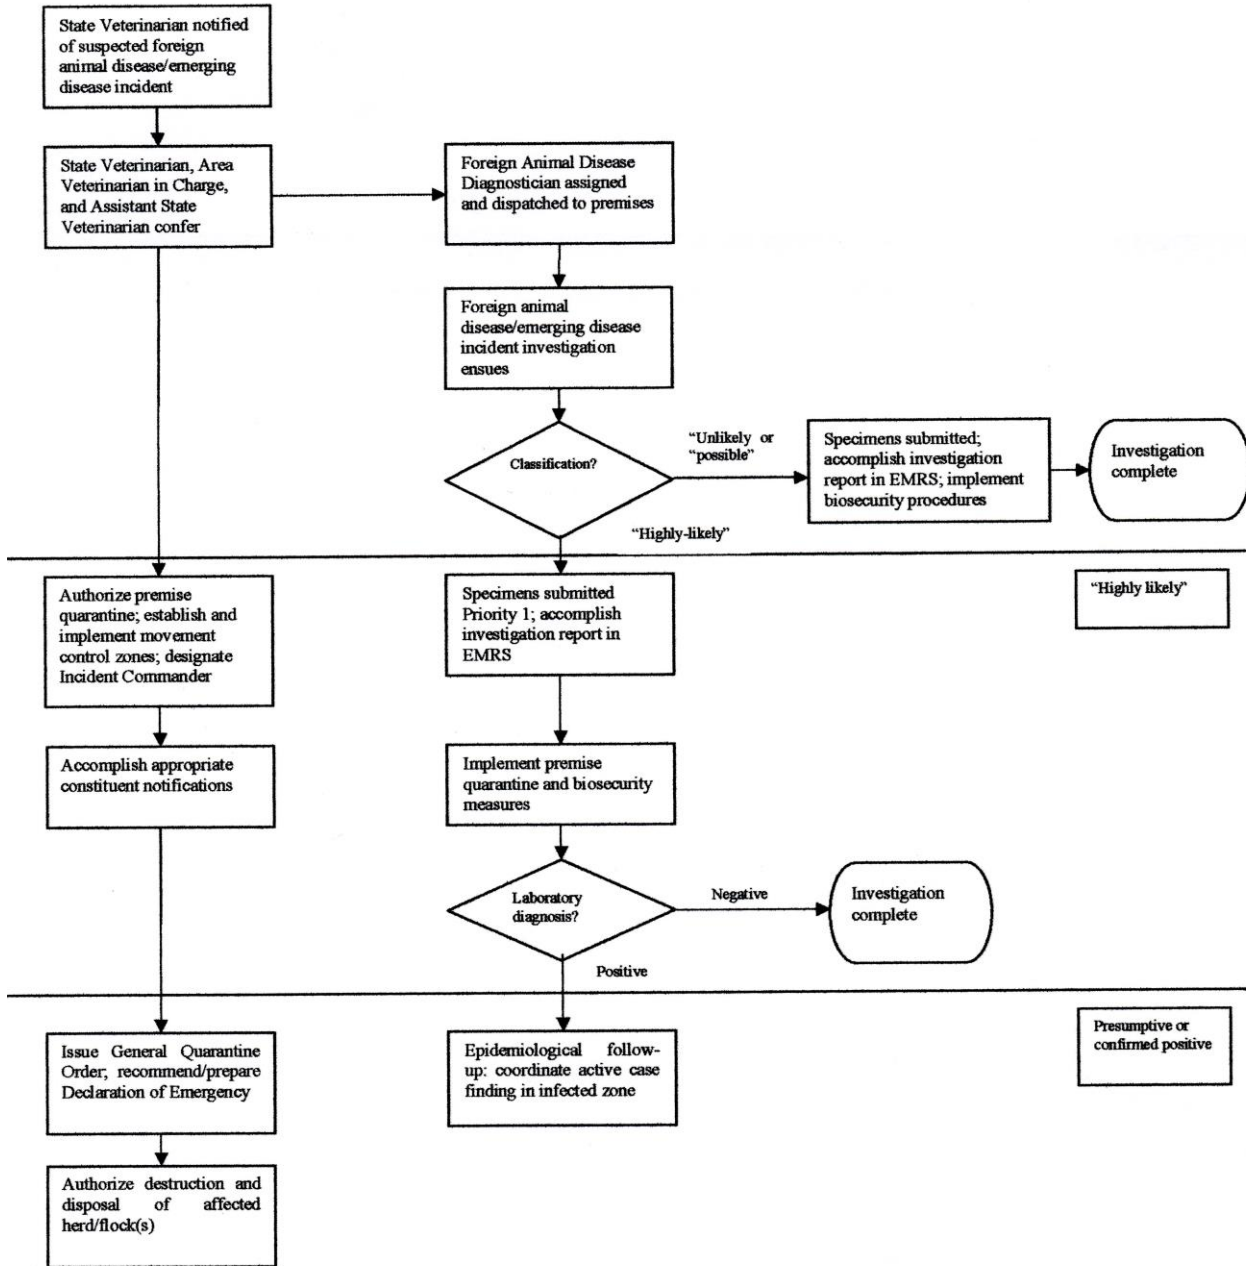 State Veterinarian notified
of suspected foreign
animal disease/emerging
disease incident
State Veterinarian, Area
Veterinarian in Charge,
and Assistant State
Veterinarian confer
Foreign Animal Disease
Diagnostician assigned
and dispatched to premises
Foreign animal
disease/emerging disease
incident investigation
ensues
Classification?
“Unlikely or
“possible”
Specimens submitted;
accomplish investigation
report in EMRS; implement
biosecurity procedures
Investigation
complete
“Highly-likely”
“Highly likely”
Authorize premise
quarantine; establish and
implement movement
control zones; designate
Incident Commander
Specimens submitted
Priority 1; accomplish
investigation report in
EMRS
Accomplish appropriate
constituent notifications
Implement premise
quarantine and biosecurity
measures
Laboratory
diagnosis?
Negative
Investigation
complete
Positive
Presumptive or
confirmed positive
Issue General Quarantine
Order; recommend/prepare
Declaration of Emergency
Epidemiological follow-
up: coordinate active case
finding in infected zone
Authorize destruction and
disposal of affected
herd/flock(s)